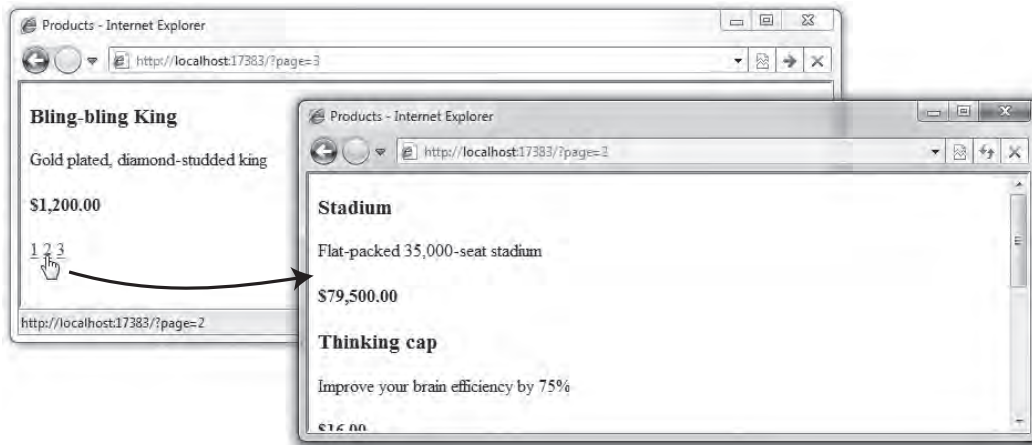 Products - Internet Explorer
http://localhost:17383/?page=3
Bling-bling King
Gold plated, diamond-studded king
$1,200.00
1 2 3
http://localhost:17383/?page=2
Products - Internet Explorer
http://localhost:17383/?page=2
Stadium
Flat-packed 35,000-seat stadium
$79,500.00
Thinking cap
Improve your brain efficiency by 75%
$16.00